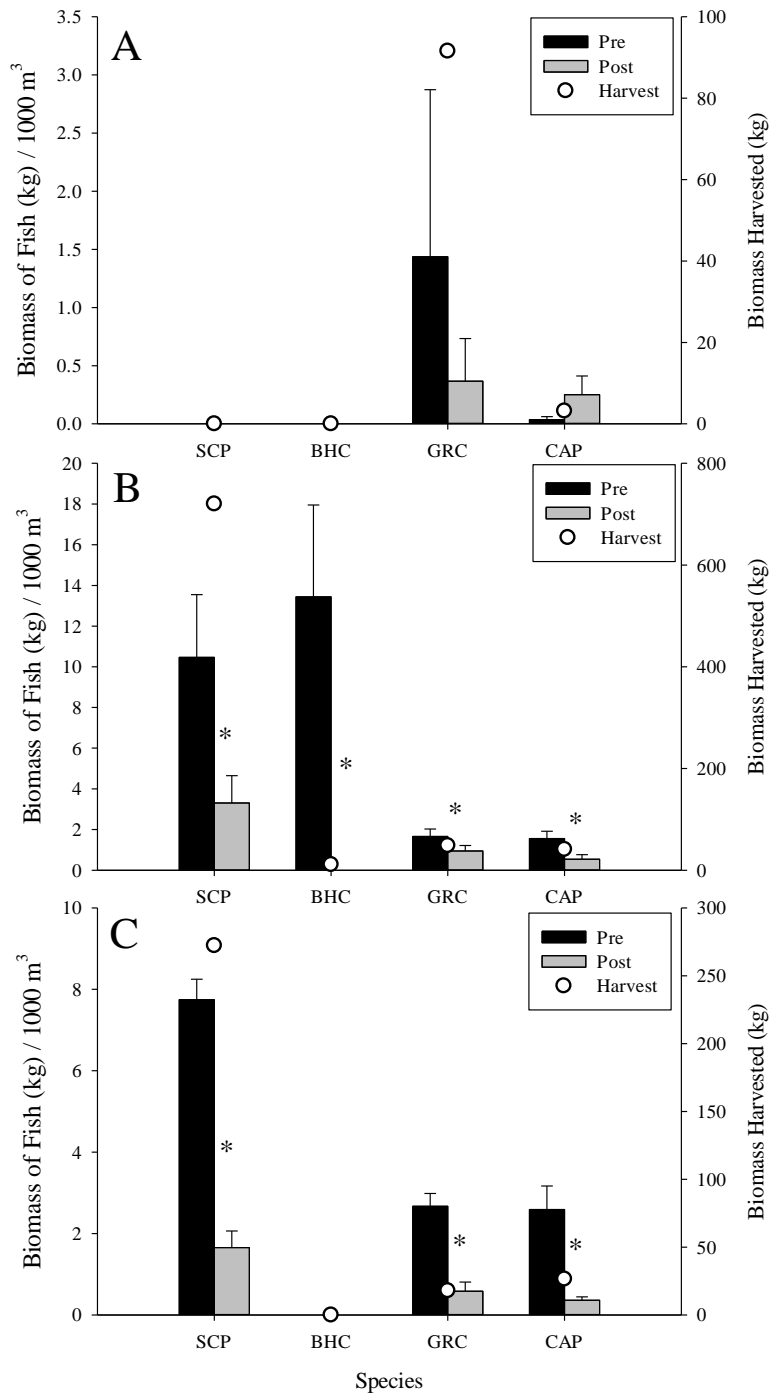 A
Biomass of Fish (kg) / 1000 m³
3.5
3.0
2.5
2.0
1.5
1.0
0.5
0.0
Pre
Post
Harvest
100
80
60
40
20
0
Biomass Harvested (kg)
SCP BHC GRC CAP
B
Biomass of Fish (kg) / 1000 m³
20
18
16
14
12
10
8
6
4
2
0
Pre
Post
Harvest
* * * *
800
600
400
200
0
Biomass Harvested (kg)
SCP BHC GRC CAP
C
Biomass of Fish (kg) / 1000 m³
10
8
6
4
2
0
Pre
Post
Harvest
* * *
300
250
200
150
100
50
0
Biomass Harvested (kg)
SCP BHC GRC CAP
Species